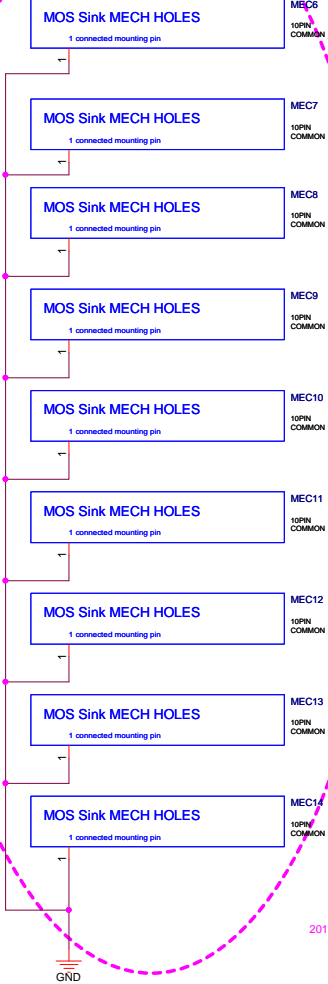 MEC6
MOS Sink MECH HOLES
10PIN
COMMON
1 connected mounting pin
1
MEC7
MOS Sink MECH HOLES
10PIN
COMMON
1 connected mounting pin
1
MEC8
MOS Sink MECH HOLES
10PIN
COMMON
1 connected mounting pin
1
MEC9
MOS Sink MECH HOLES
10PIN
COMMON
1 connected mounting pin
1
MEC10
MOS Sink MECH HOLES
10PIN
COMMON
1 connected mounting pin
1
MEC11
MOS Sink MECH HOLES
10PIN
COMMON
1 connected mounting pin
1
MEC12
MOS Sink MECH HOLES
10PIN
COMMON
1 connected mounting pin
1
MEC13
MOS Sink MECH HOLES
10PIN
COMMON
1 connected mounting pin
1
MEC14
MOS Sink MECH HOLES
10PIN
COMMON
1 connected mounting pin
1
201
GND